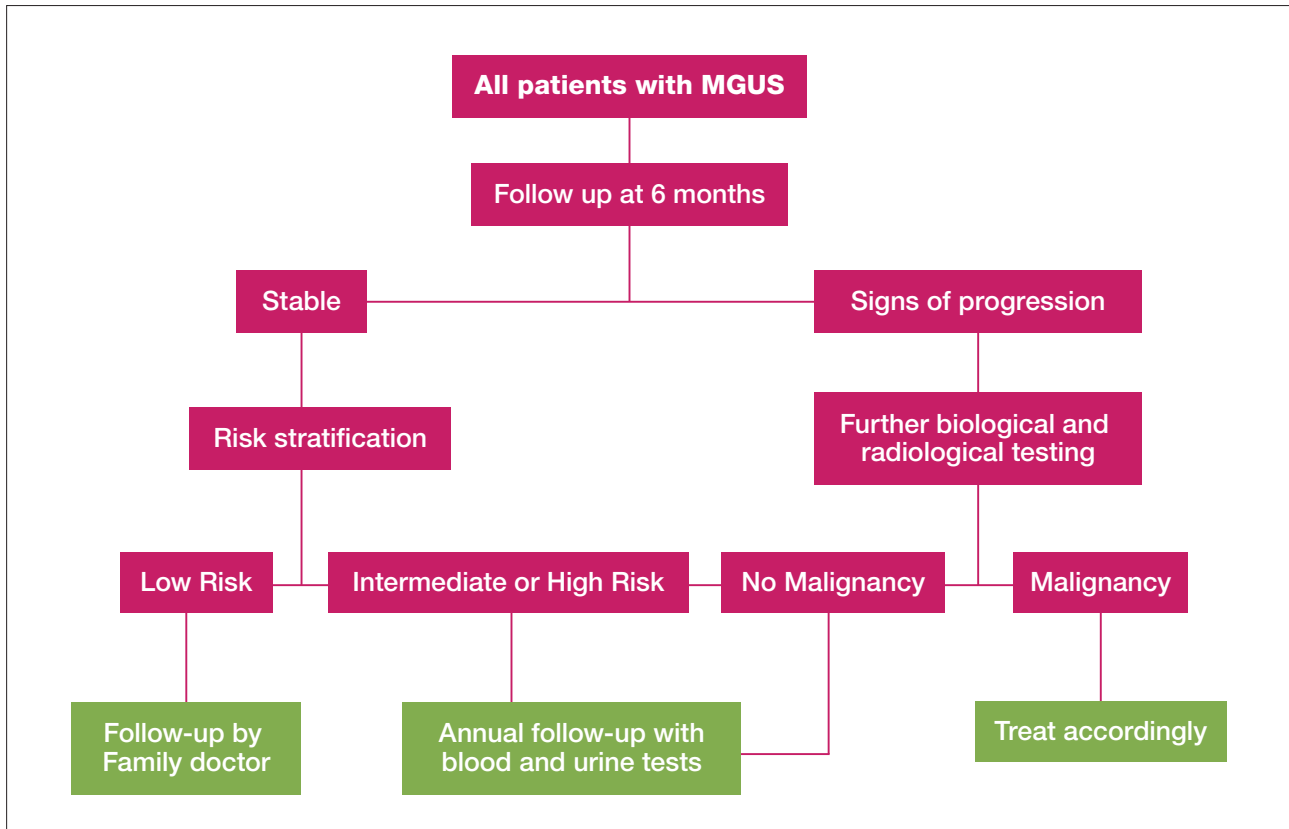 All patients with MGUS
Follow up at 6 months
Stable
Signs of progression
Risk stratification
Further biological and
radiological testing
Low Risk
Intermediate or High Risk
No Malignancy
Malignancy
Follow-up by
Family doctor
Annual follow-up with
blood and urine tests
Treat accordingly